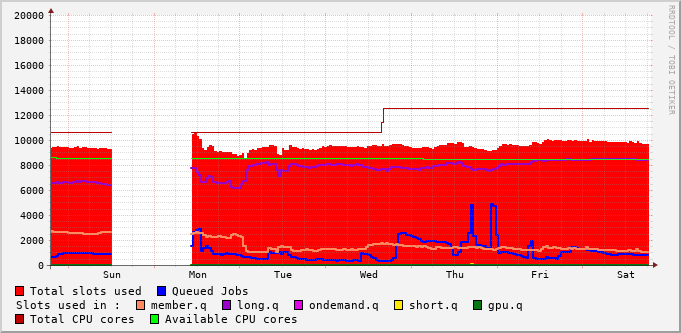 20000
18000
16000
14000
12000
10000
8000
6000
4000
2000
0
Sun Mon Tue Wed Thu Fri Sat
RRDTOOL / TOBI OETIKER
Total slots used Queued Jobs
Slots used in : member.q long.q ondemand.q short.q gpu.q
Total CPU cores Available CPU cores